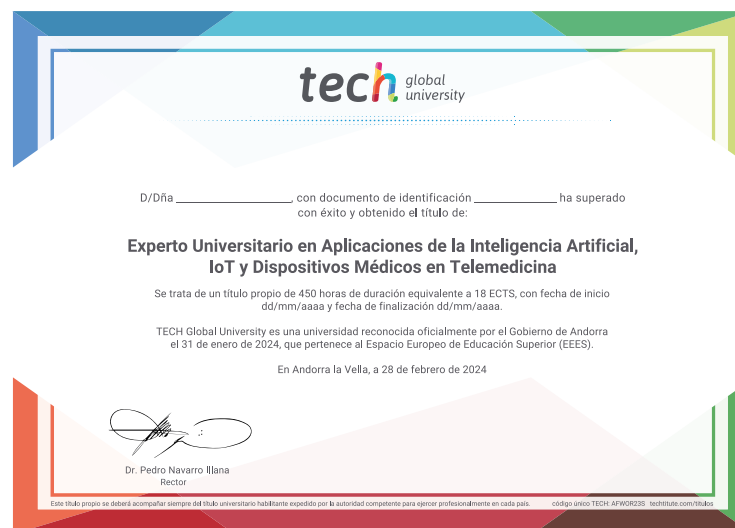 tech global university
D/Dña ______________, con documento de identificación ______________ ha superado
con éxito y obtenido el título de:
Experto Universitario en Aplicaciones de la Inteligencia Artificial,
IoT y Dispositivos Médicos en Telemedicina
Se trata de un título propio de 450 horas de duración equivalente a 18 ECTS, con fecha de inicio
dd/mm/aaaa y fecha de finalización dd/mm/aaaa.
TECH Global University es una universidad reconocida oficialmente por el Gobierno de Andorra
el 31 de enero de 2024, que pertenece al Espacio Europeo de Educación Superior (EEES).
En Andorra la Vella, a 28 de febrero de 2024
Dr. Pedro Navarro Illana
Rector
Este título propio se deberá acompañar siempre del título universitario habilitante expedido por la autoridad competente para ejercer profesionalmente en cada país. código único TECH: AFWOR23S techtitute.com/titulos